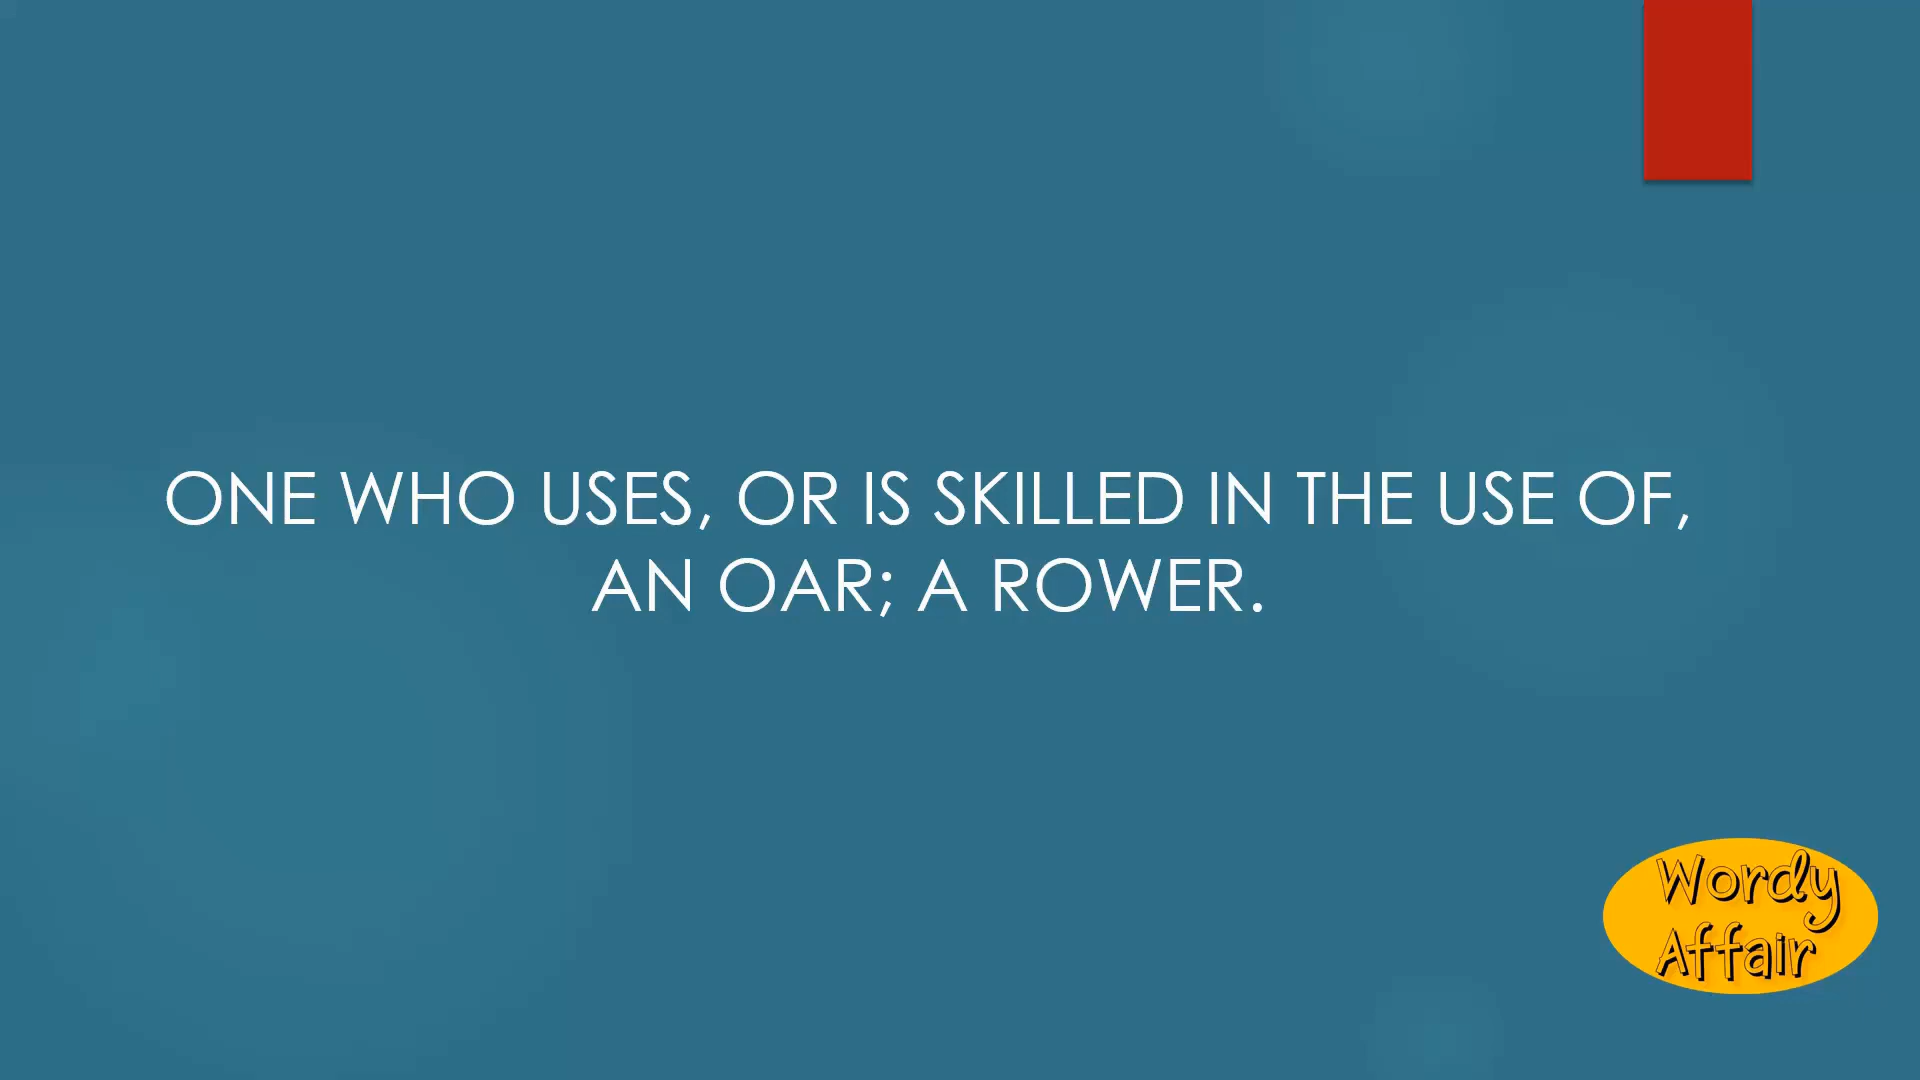 ONE WHO USES, OR IS SKILLED IN THE USE OF,
AN OAR; A ROWER.
Wordy
Affair